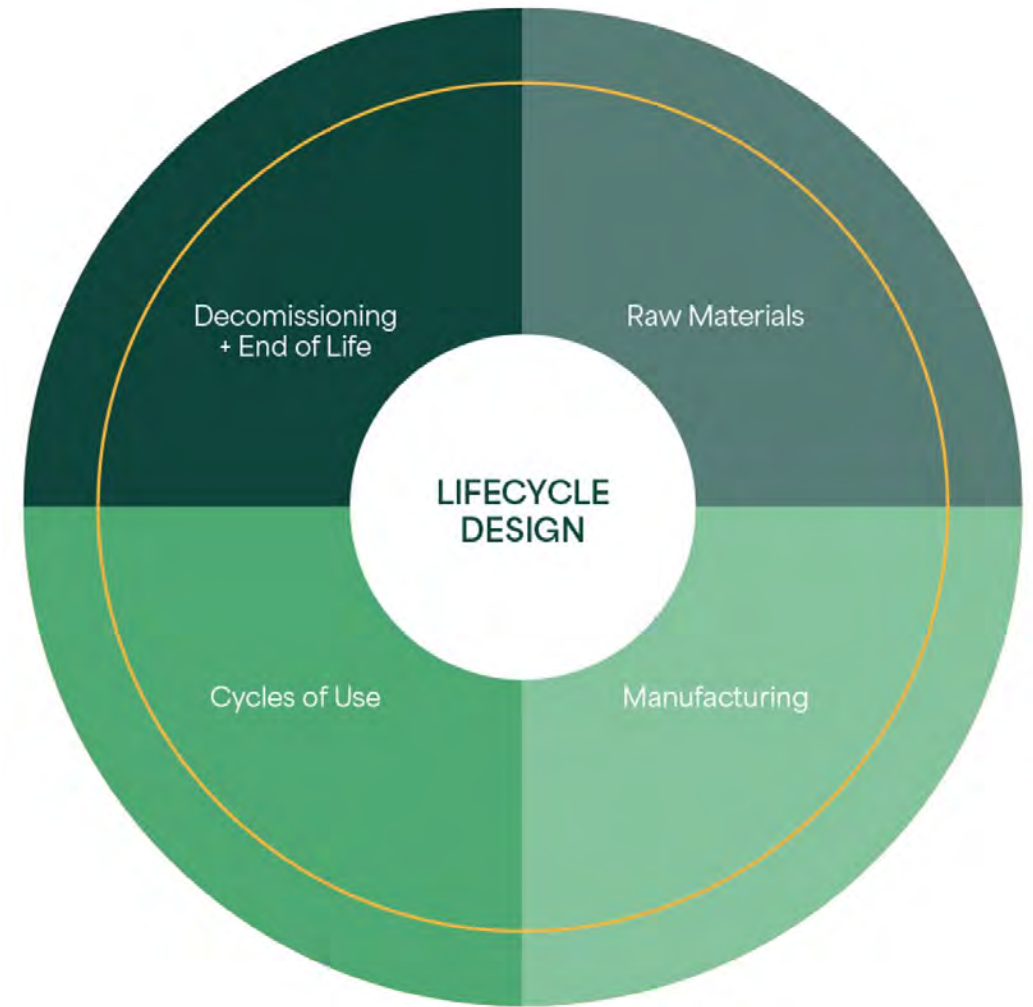 Decomissioning
+ End of Life
Raw Materials
LIFECYCLE
DESIGN
Cycles of Use
Manufacturing